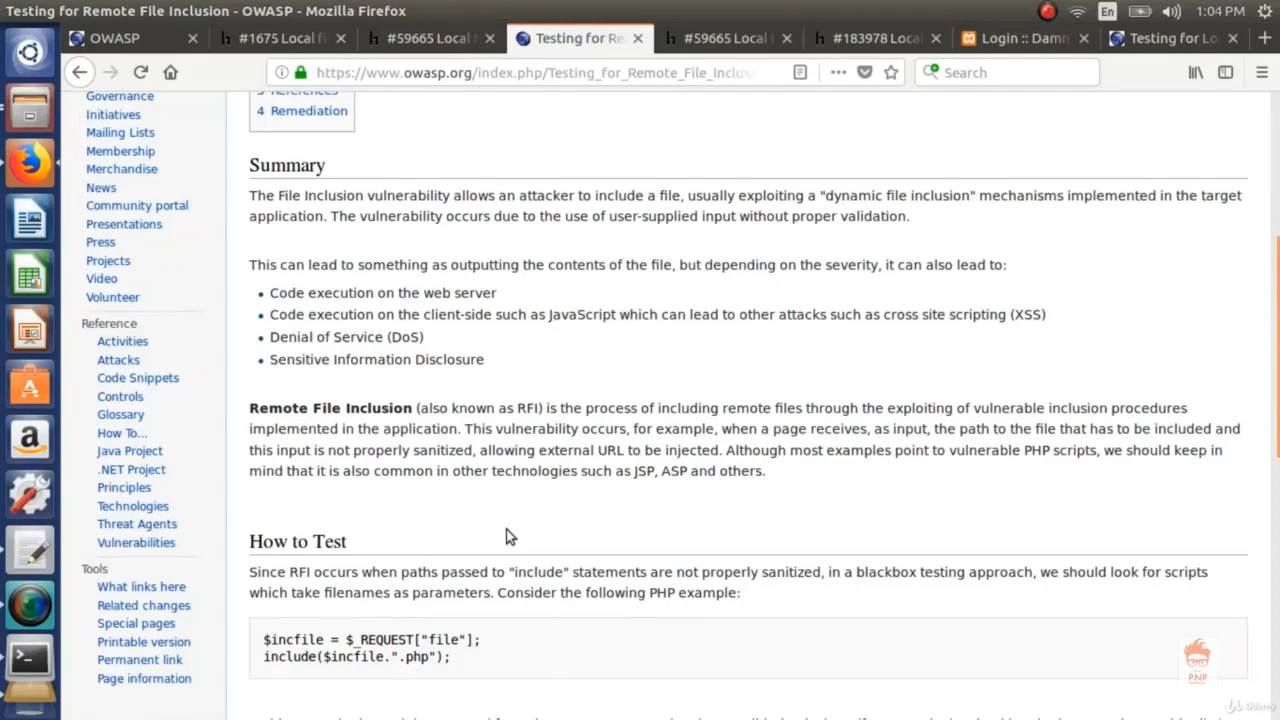 Testing for Remote File Inclusion - OWASP - Mozilla Firefox
En
1:04 PM
OWASP
#1675 Local fi
#59665 Local
Testing for Re
#59665 Local
#183978 Loca
Login :: Damn
Testing for Lo
https://www.owasp.org/index.php/Testing_for_Remote_File_Inclusi
Search
Governance
Initiatives
Mailing Lists
Membership
Merchandise
News
Community portal
Presentations
Press
Projects
Video
Volunteer
Reference
Activities
Attacks
Code Snippets
Controls
Glossary
How To...
Java Project
.NET Project
Principles
Technologies
Threat Agents
Vulnerabilities
Tools
What links here
Related changes
Special pages
Printable version
Permanent link
Page information
3 References
4 Remediation
Summary
The File Inclusion vulnerability allows an attacker to include a file, usually exploiting a "dynamic file inclusion" mechanisms implemented in the target
application. The vulnerability occurs due to the use of user-supplied input without proper validation.
This can lead to something as outputting the contents of the file, but depending on the severity, it can also lead to:
Code execution on the web server
Code execution on the client-side such as JavaScript which can lead to other attacks such as cross site scripting (XSS)
Denial of Service (DoS)
Sensitive Information Disclosure
Remote File Inclusion (also known as RFI) is the process of including remote files through the exploiting of vulnerable inclusion procedures
implemented in the application. This vulnerability occurs, for example, when a page receives, as input, the path to the file that has to be included and
this input is not properly sanitized, allowing external URL to be injected. Although most examples point to vulnerable PHP scripts, we should keep in
mind that it is also common in other technologies such as JSP, ASP and others.
How to Test
Since RFI occurs when paths passed to "include" statements are not properly sanitized, in a blackbox testing approach, we should look for scripts
which take filenames as parameters. Consider the following PHP example:
$incfile = $_REQUEST["file"];
include($incfile.".php");
PNP
Udemy